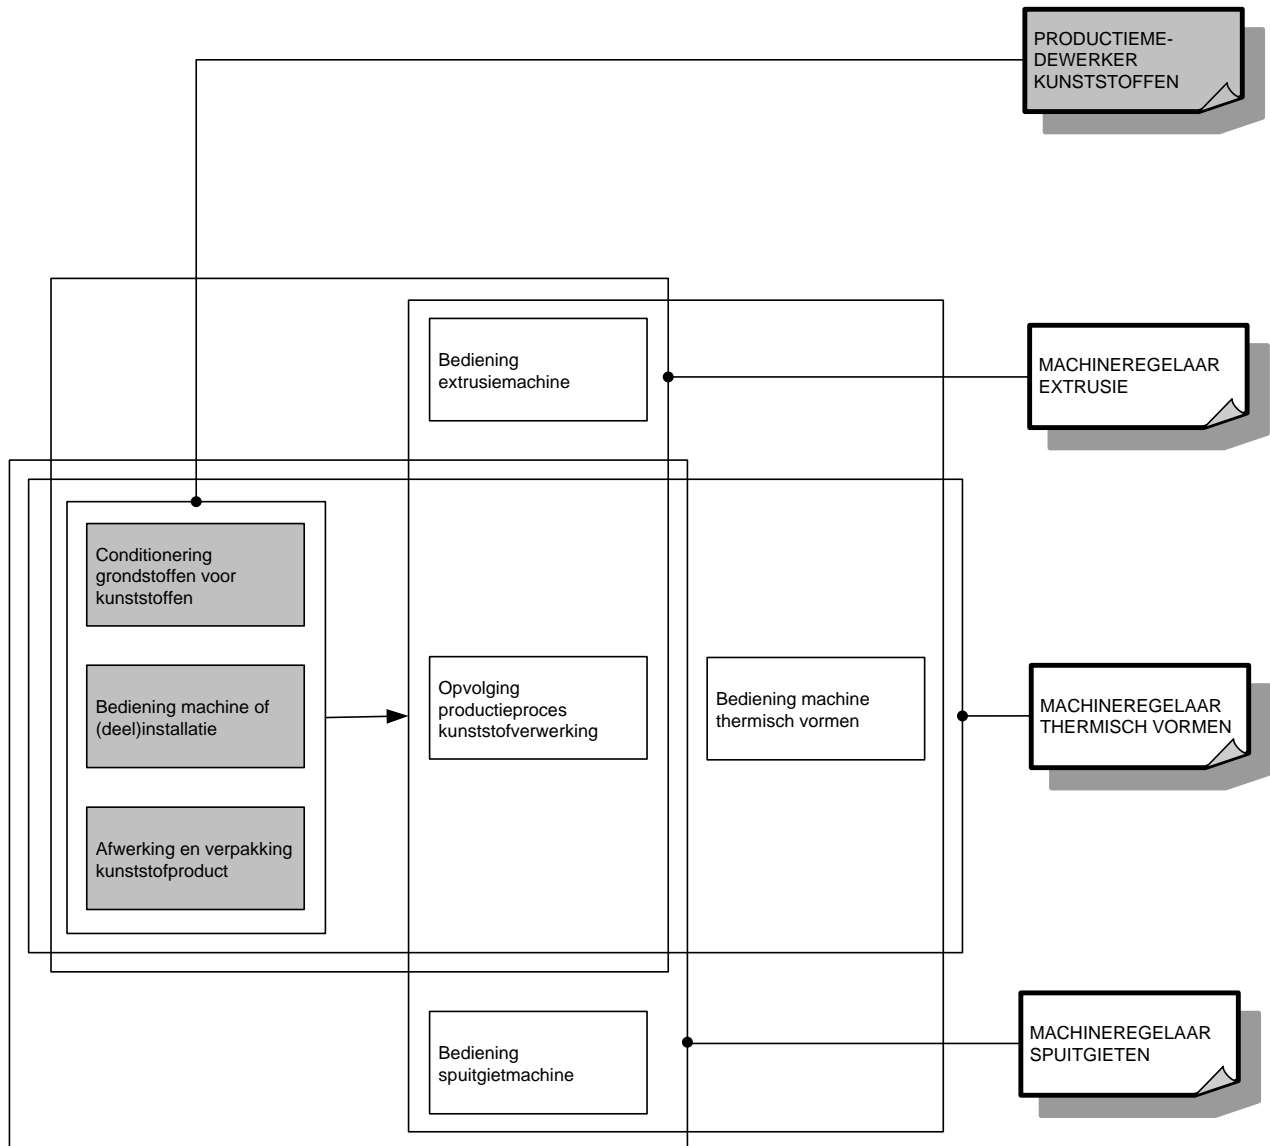 PRODUCTIEME-
DEWERKER
KUNSTSTOFFEN
Bediening
extrusiemachine
MACHINEREGELAAR
EXTRUSIE
Conditionering
grondstoffen voor
kunststoffen
Bediening machine of
(deel)installatie
Afwerking en verpakking
kunststofproduct
Opvolging
productieproces
kunstofverwerking
Bediening machine
thermisch vormen
MACHINEREGELAAR
THERMISCH VORMEN
Bediening
spuitgietmachine
MACHINEREGELAAR
SPUITGIETEN